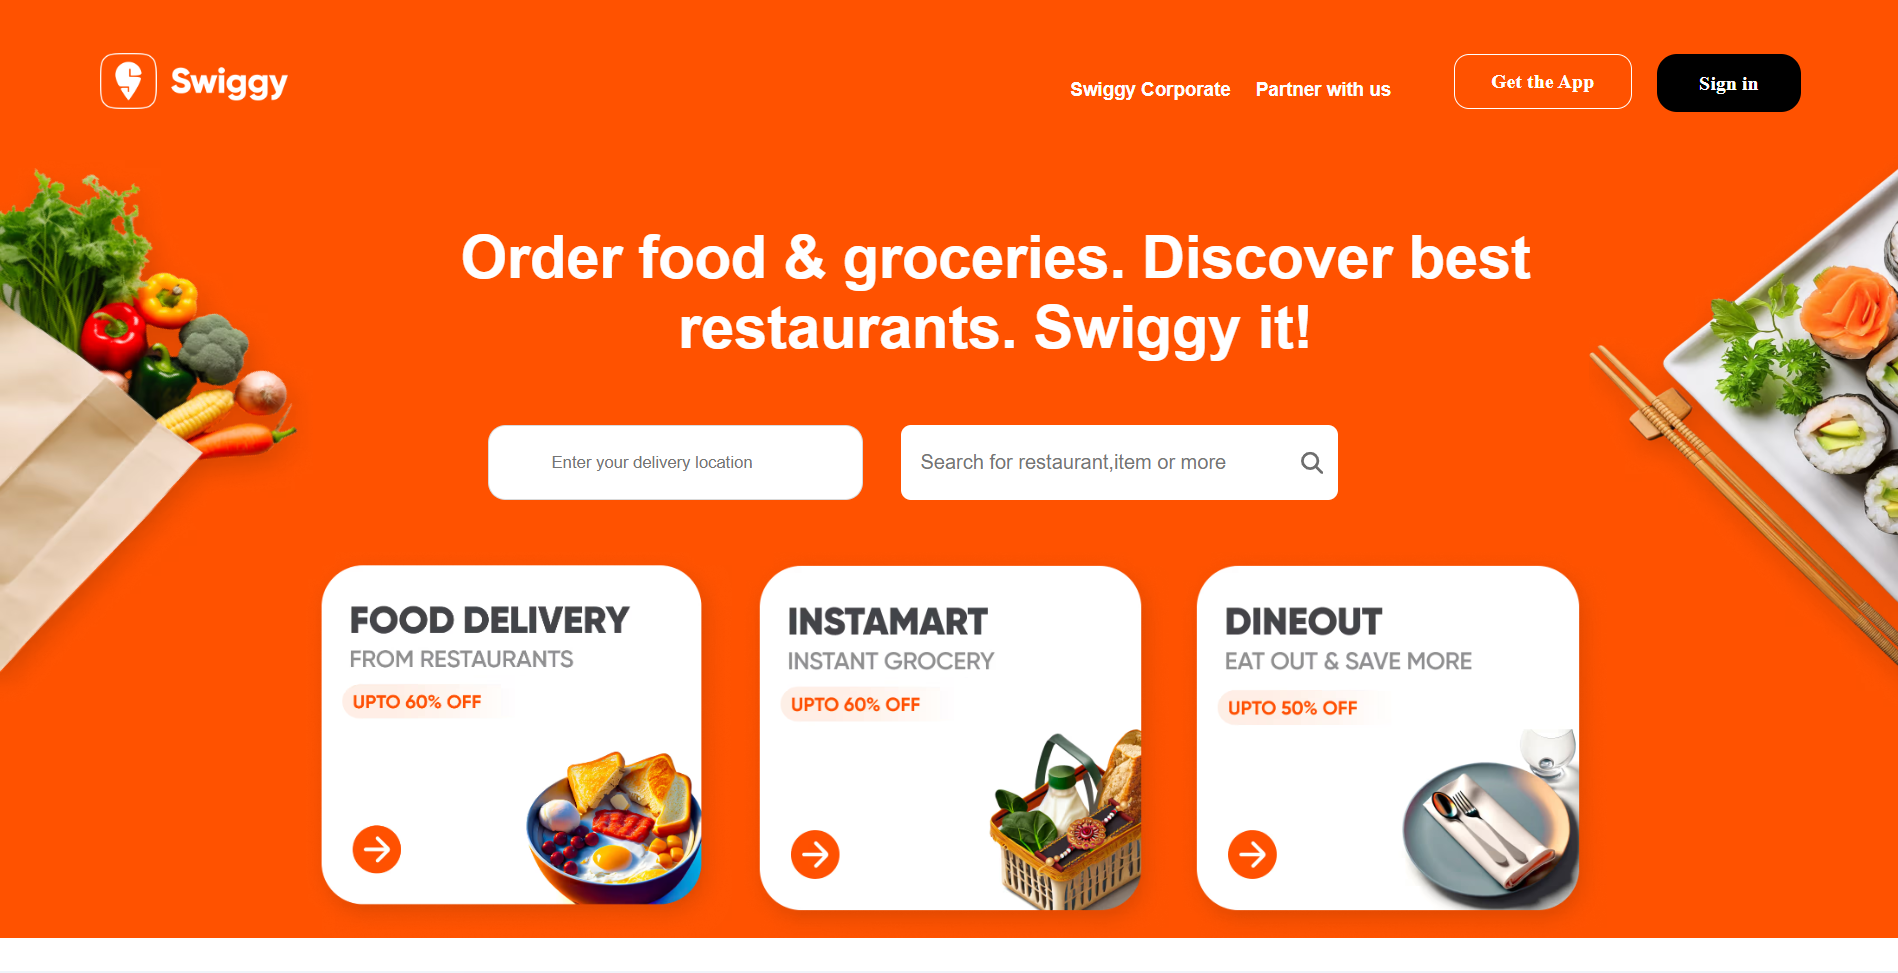 Swiggy
Swiggy Corporate
Partner with us
Get the App
Sign in
Order food & groceries. Discover best
restaurants. Swiggy it!
Enter your delivery location
Search for restaurant,item or more
FOOD DELIVERY
FROM RESTAURANTS
UPTO 60% OFF
INSTAMART
INSTANT GROCERY
UPTO 60% OFF
DINEOUT
EAT OUT & SAVE MORE
UPTO 50% OFF